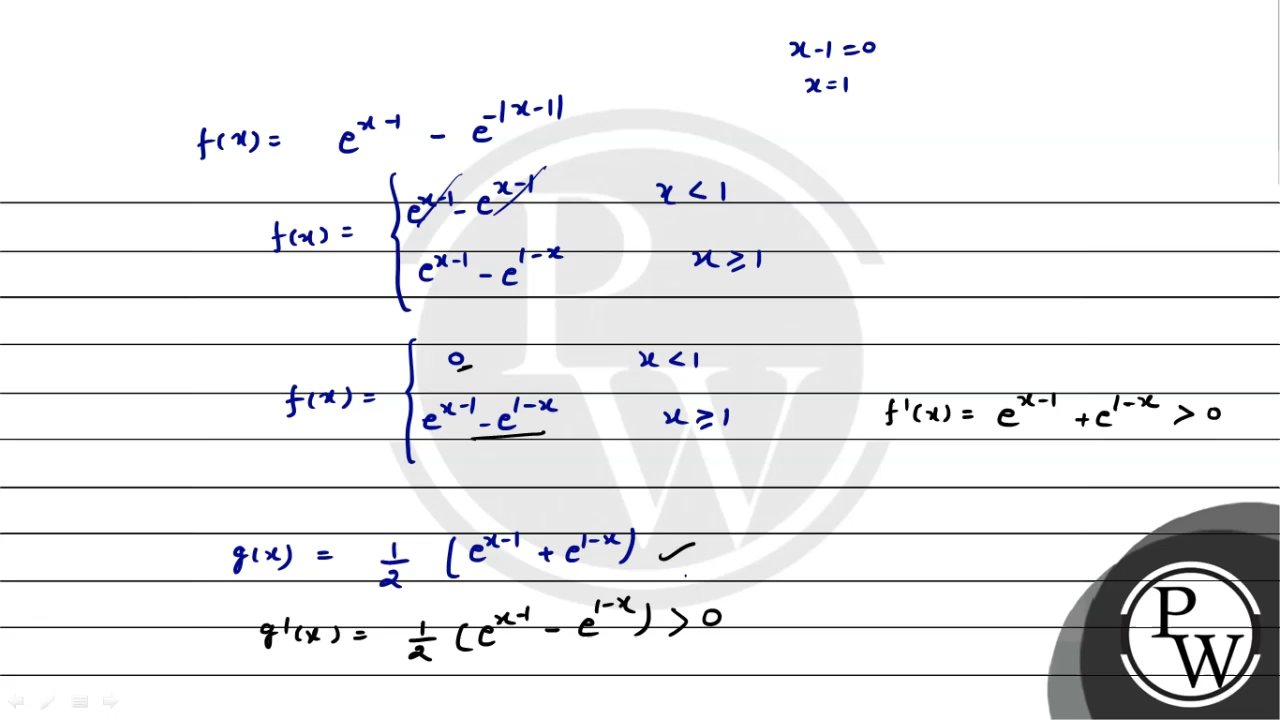 x-1=0
x=1
f(x) = e^{x-1} - e^{-|x-1|}
f(x) = { e^{x-1} - e^{x-1}    x < 1
e^{x-1} - e^{1-x}    x ≥ 1
f(x) = { 0    x < 1
e^{x-1} - e^{1-x}    x ≥ 1    f'(x) = e^{x-1} + e^{1-x} > 0
g(x) = 1/2 (e^{x-1} + e^{1-x}) ✓
g'(x) = 1/2 (e^{x-1} - e^{1-x}) > 0
PW
PW